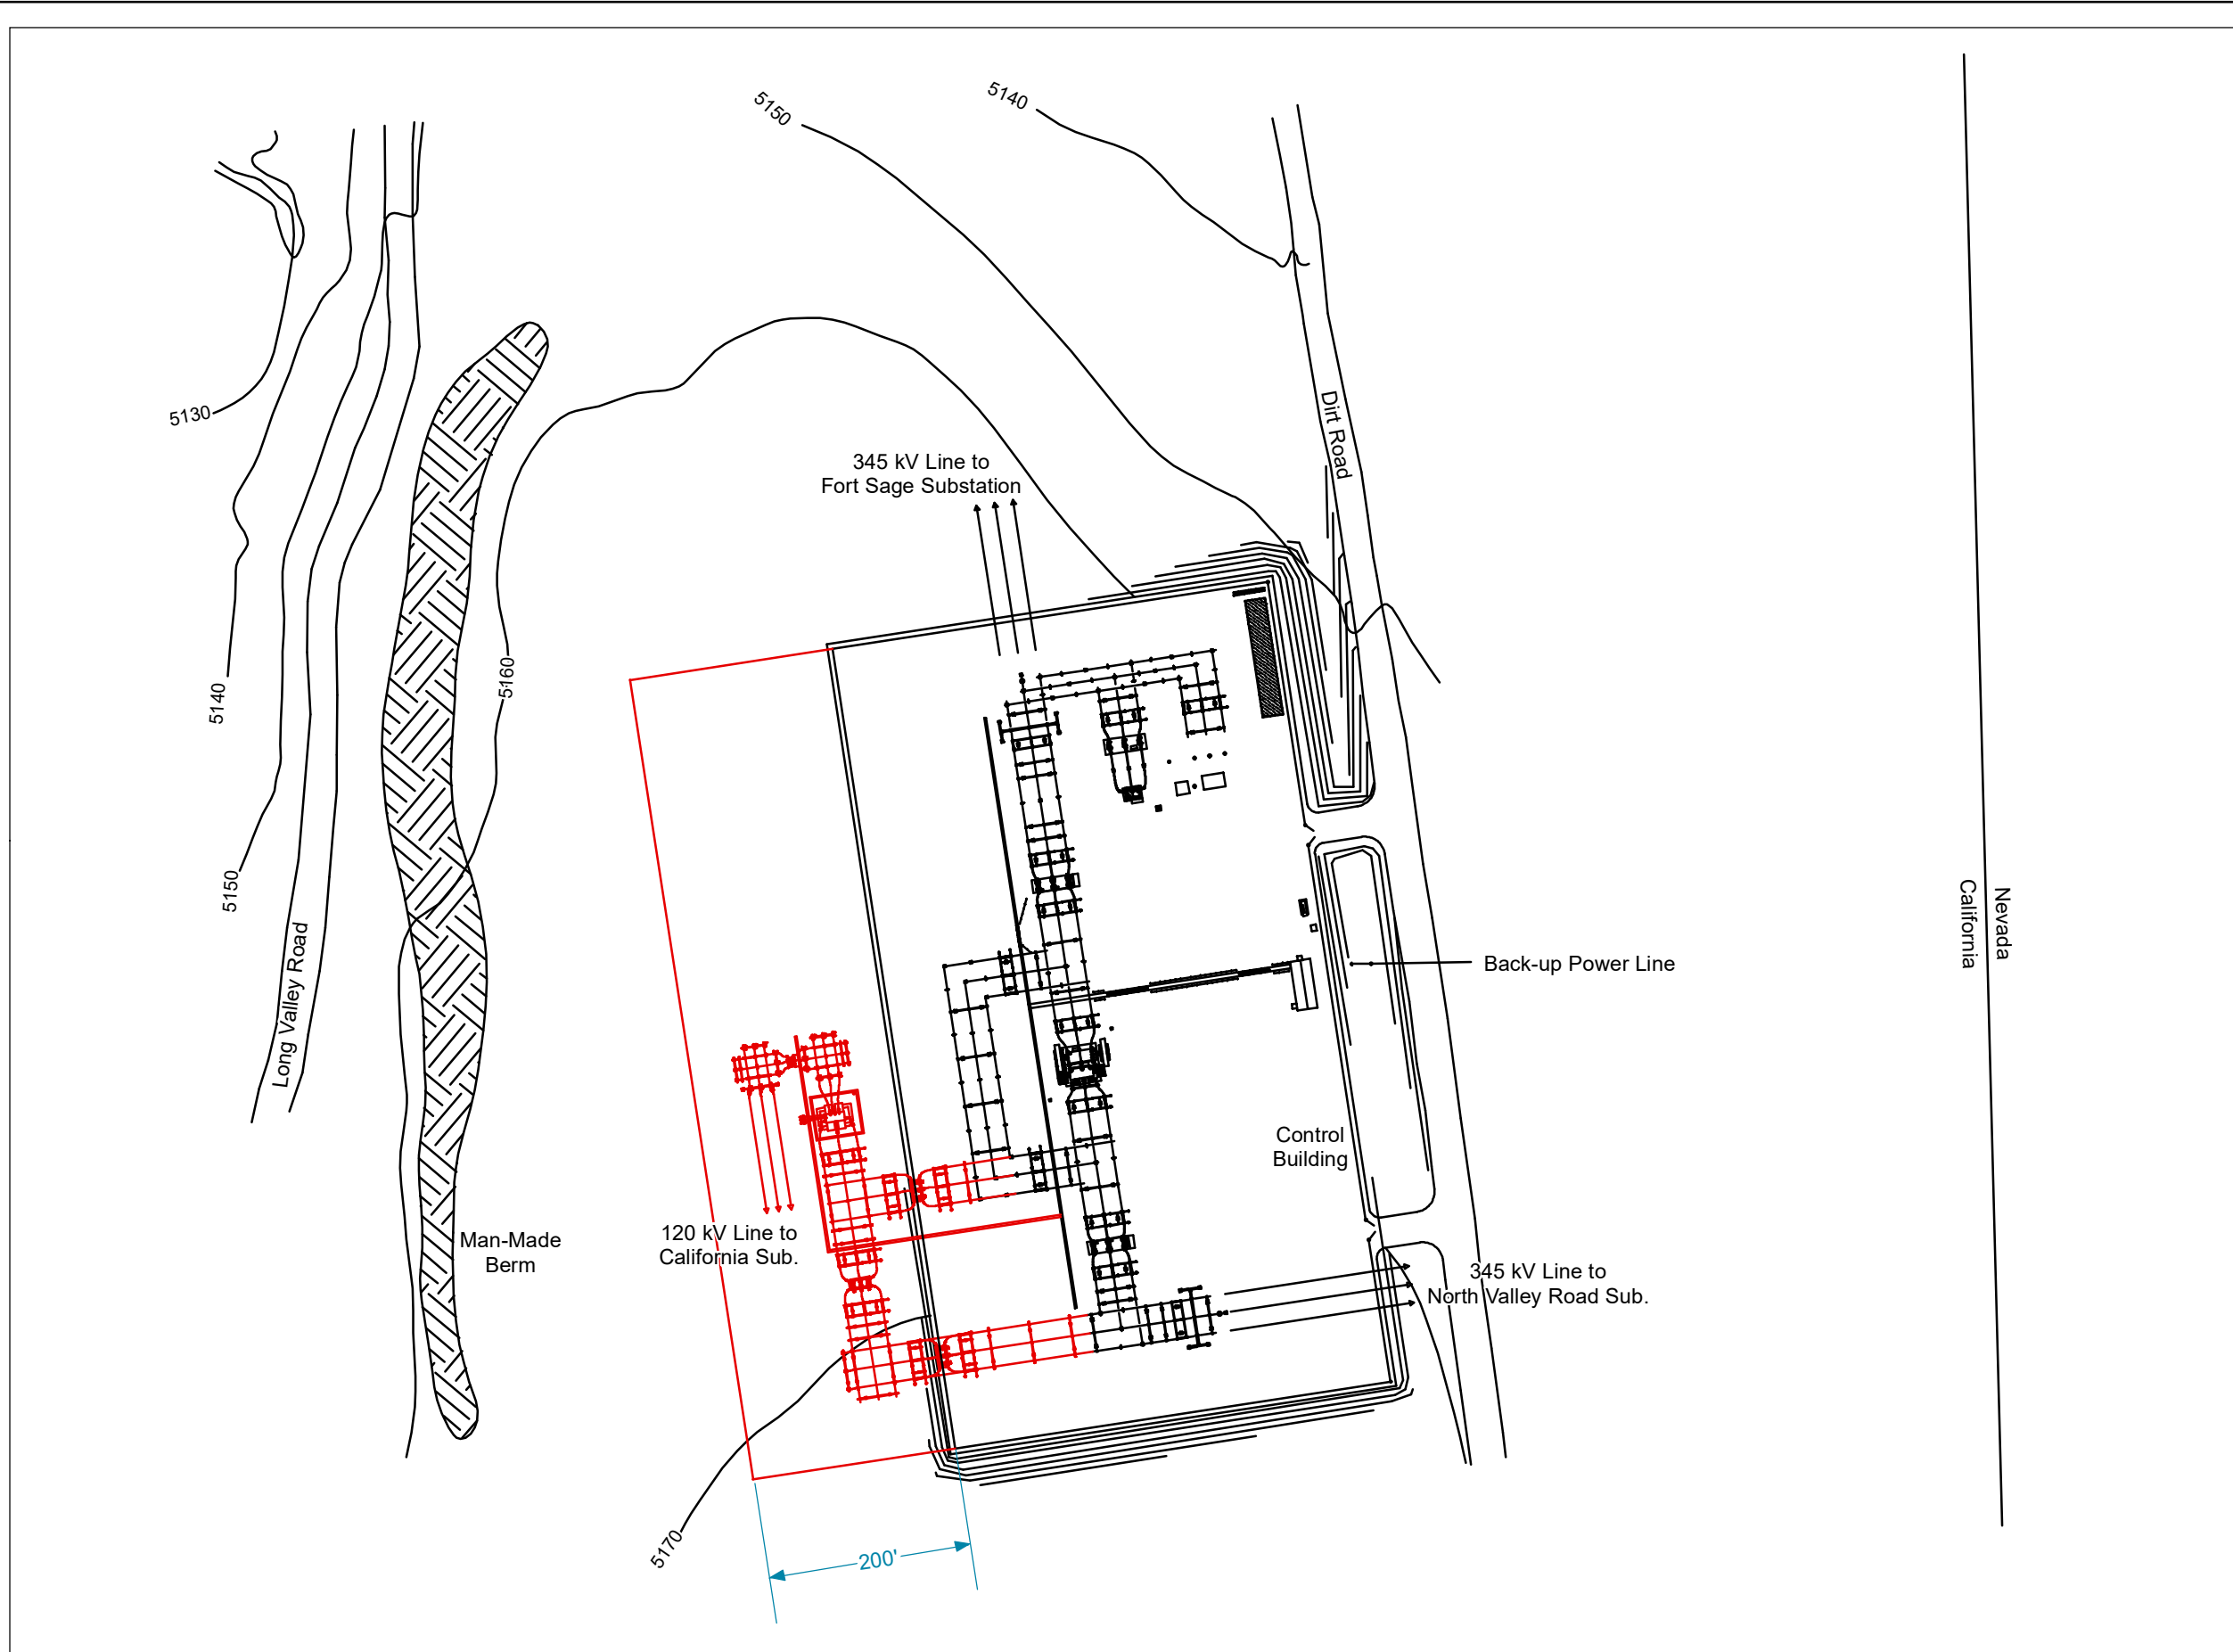 5150
5140
Dirt Road
5130
345 kV Line to
Fort Sage Substation
5160
5140
5150
Nevada
California
Long Valley Road
Back-up Power Line
Control
Building
120 kV Line to
California Sub.
Man-Made
Berm
345 kV Line to
North Valley Road Sub.
5170
200'